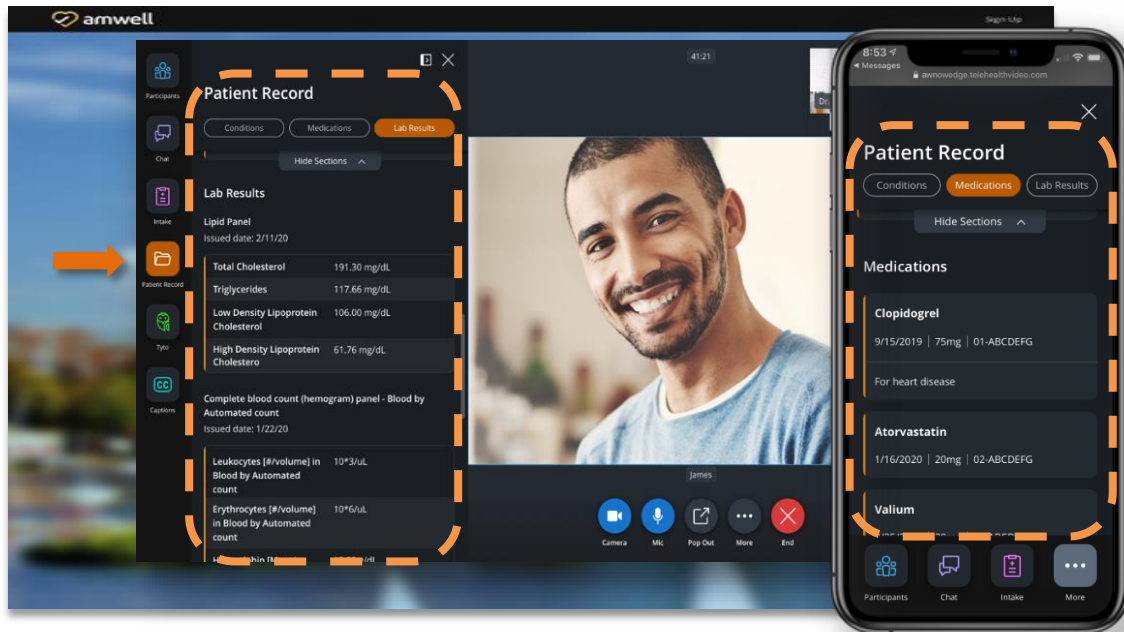 amwell
Sign Up
Participants
Chat
Intake
Patient Record
Tyto
CC
Captions
Patient Record
Conditions
Medications
Lab Results
Hide Sections
Lab Results
Lipid Panel
Issued date: 2/11/20
Total Cholesterol 191.30 mg/dL
Triglycerides 117.66 mg/dL
Low Density Lipoprotein 106.00 mg/dL
Cholesterol
High Density Lipoprotein 61.76 mg/dL
Cholestero
Complete blood count (hemogram) panel - Blood by
Automated count
Issued date: 1/22/20
Leukocytes [#/volume] in 10*3/uL
Blood by Automated
count
Erythrocytes [#/volume] 10*6/uL
in Blood by Automated
count
41:21
Dr.
James
Camera
Mic
Pop Out
More
End
8:53
Messages
awnowedge.telehealthvideo.com
Patient Record
Conditions
Medications
Lab Results
Hide Sections
Medications
Clopidogrel
9/15/2019 | 75mg | 01-ABCDEFG
For heart disease
Atorvastatin
1/16/2020 | 20mg | 02-ABCDEFG
Valium
Participants
Chat
Intake
More